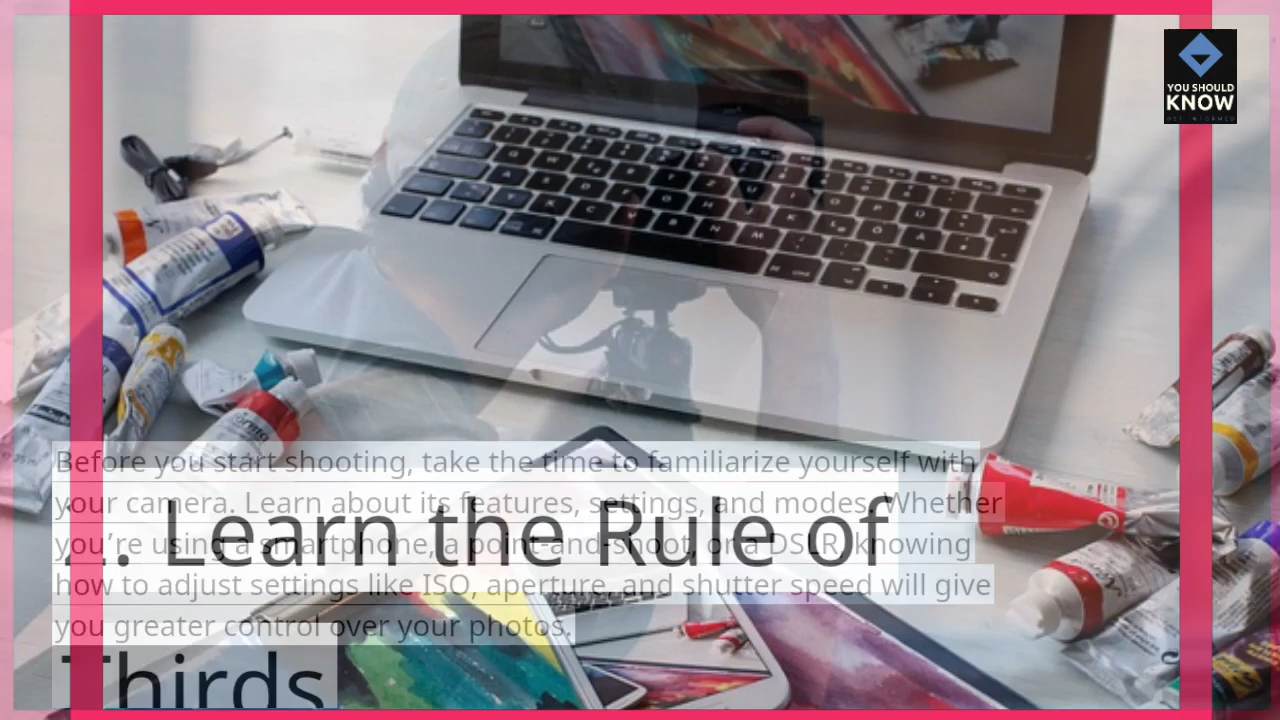 YOU SHOULD
KNOW
GET INFORMED
Before you start shooting, take the time to familiarize yourself with
your camera. Learn about its features, settings, and modes. Whether
you’re using a smartphone, a point-and-shoot, or a DSLR, knowing
how to adjust settings like ISO, aperture, and shutter speed will give
you greater control over your photos.
2. Learn the Rule of
Thirds